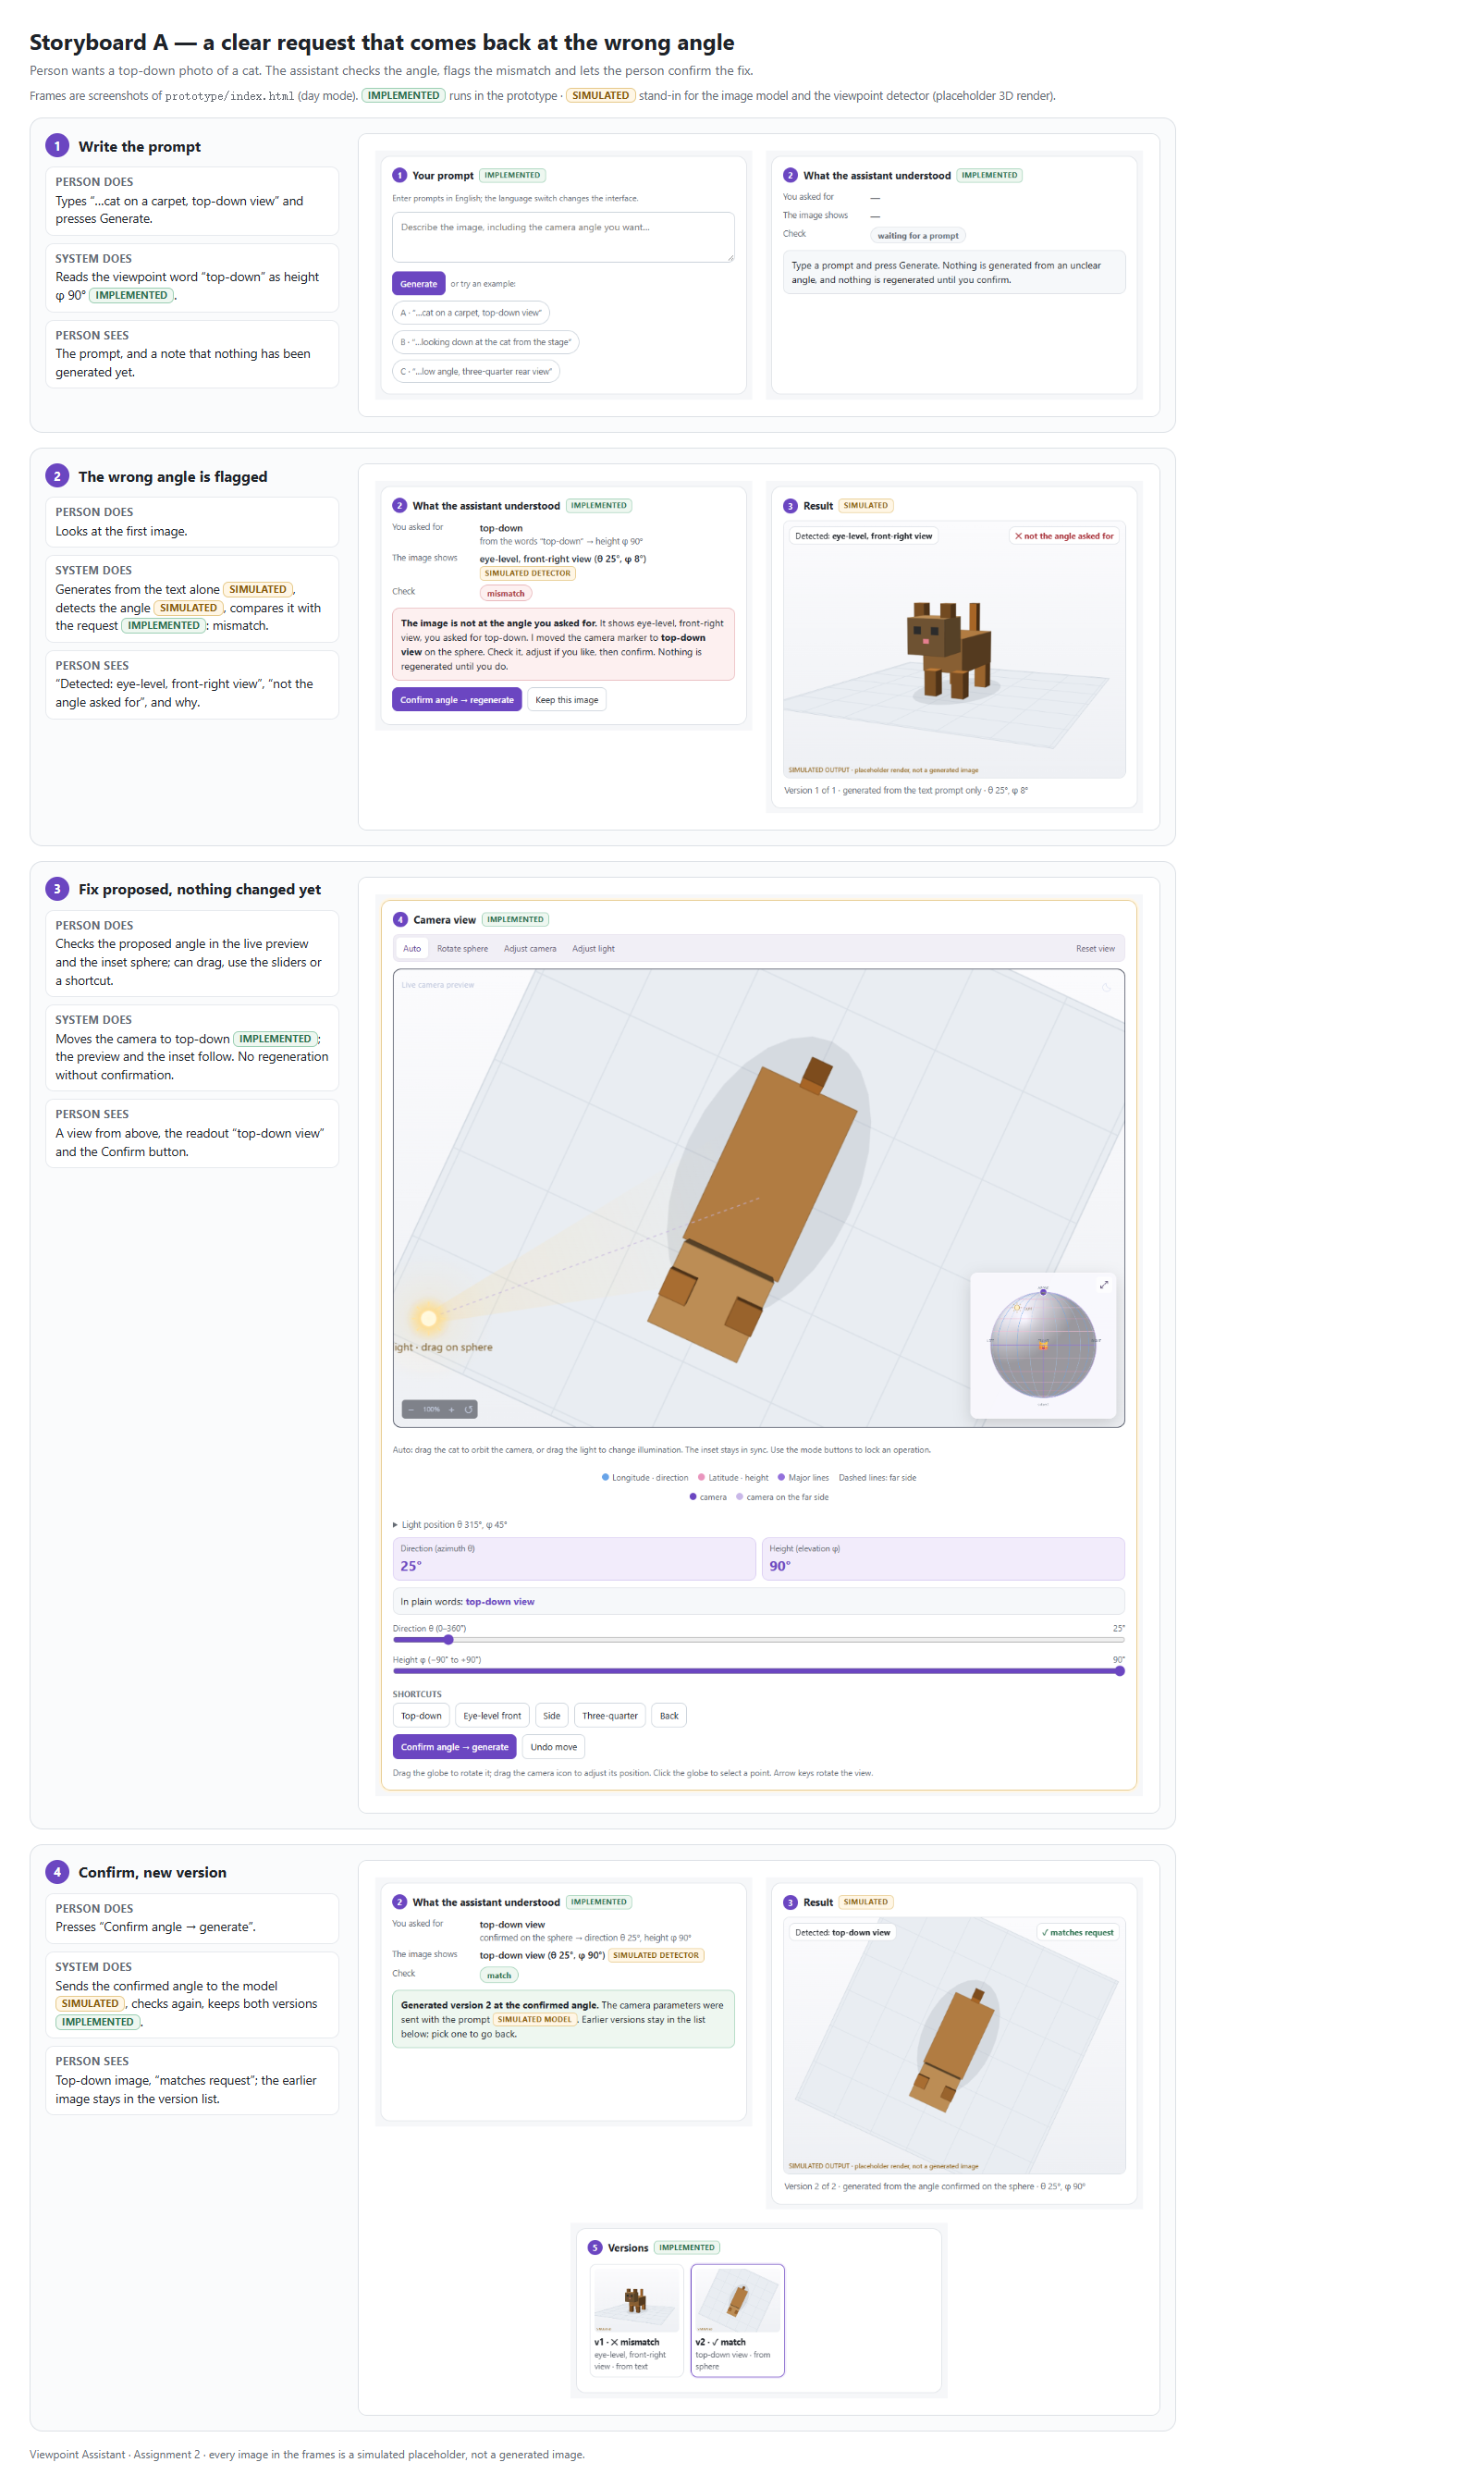 Storyboard A — a clear request that comes back at the wrong angle
Person wants a top-down photo of a cat. The assistant checks the angle, flags the mismatch and lets the person confirm the fix.
Frames are screenshots of prototype/index.html (day mode). IMPLEMENTED runs in the prototype · SIMULATED stand-in for the image model and the viewpoint detector (placeholder 3D render).
1 Write the prompt
PERSON DOES
Types “...cat on a carpet, top-down view” and
presses Generate.
SYSTEM DOES
Reads the viewpoint word “top-down” as height
φ 90° IMPLEMENTED.
PERSON SEES
The prompt, and a note that nothing has been
generated yet.
1 Your prompt IMPLEMENTED
Enter prompts in English; the language switch changes the interface.
Describe the image, including the camera angle you want...
Generate or try an example:
A · “...cat on a carpet, top-down view”
B · “...looking down at the cat from the stage”
C · “...low angle, three-quarter rear view”
2 What the assistant understood IMPLEMENTED
You asked for —
The image shows —
Check waiting for a prompt
Type a prompt and press Generate. Nothing is generated from an unclear
angle, and nothing is regenerated until you confirm.
2 The wrong angle is flagged
PERSON DOES
Looks at the first image.
SYSTEM DOES
Generates from the text alone SIMULATED,
detects the angle SIMULATED, compares it with
the request IMPLEMENTED: mismatch.
PERSON SEES
“Detected: eye-level, front-right view”, “not the
angle asked for”, and why.
2 What the assistant understood IMPLEMENTED
You asked for top-down
from the words “top-down” → height φ 90°
The image shows eye-level, front-right view (θ 25°, φ 8°)
SIMULATED DETECTOR
Check mismatch
The image is not at the angle you asked for. It shows eye-level, front-right
view, you asked for top-down. I moved the camera marker to top-down
view on the sphere. Check it, adjust if you like, then confirm. Nothing is
regenerated until you do.
Confirm angle → regenerate Keep this image
3 Result SIMULATED
Detected: eye-level, front-right view ✕ not the angle asked for
SIMULATED OUTPUT · placeholder render, not a generated image
Version 1 of 1 · generated from the text prompt only · θ 25°, φ 8°
3 Fix proposed, nothing changed yet
PERSON DOES
Checks the proposed angle in the live preview
and the inset sphere; can drag, use the sliders or
a shortcut.
SYSTEM DOES
Moves the camera to top-down IMPLEMENTED;
the preview and the inset follow. No regeneration
without confirmation.
PERSON SEES
A view from above, the readout “top-down view”
and the Confirm button.
4 Camera view IMPLEMENTED
Auto Rotate sphere Adjust camera Adjust light Reset view
Live camera preview
ight · drag on sphere
− 100% + ↺
Auto: drag the cat to orbit the camera, or drag the light to change illumination. The inset stays in sync. Use the mode buttons to lock an operation.
Longitude · direction Latitude · height Major lines Dashed lines: far side
camera camera on the far side
▶ Light position θ 315°, φ 45°
Direction (azimuth θ)
25°
Height (elevation φ)
90°
In plain words: top-down view
Direction θ (0–360°) 25°
Height φ (−90° to +90°) 90°
SHORTCUTS
Top-down Eye-level front Side Three-quarter Back
Confirm angle → generate Undo move
Drag the globe to rotate it; drag the camera icon to adjust its position. Click the globe to select a point. Arrow keys rotate the view.
4 Confirm, new version
PERSON DOES
Presses “Confirm angle → generate”.
SYSTEM DOES
Sends the confirmed angle to the model
SIMULATED, checks again, keeps both versions
IMPLEMENTED.
PERSON SEES
Top-down image, “matches request”; the earlier
image stays in the version list.
2 What the assistant understood IMPLEMENTED
You asked for top-down view
confirmed on the sphere → direction θ 25°, height φ 90°
The image shows top-down view (θ 25°, φ 90°) SIMULATED DETECTOR
Check match
Generated version 2 at the confirmed angle. The camera parameters were
sent with the prompt SIMULATED MODEL. Earlier versions stay in the list
below: pick one to go back.
3 Result SIMULATED
Detected: top-down view ✓ matches request
SIMULATED OUTPUT · placeholder render, not a generated image
Version 2 of 2 · generated from the angle confirmed on the sphere · θ 25°, φ 90°
5 Versions IMPLEMENTED
v1 · ✕ mismatch
eye-level, front-right
view · from text
v2 · ✓ match
top-down view · from
sphere
Viewpoint Assistant · Assignment 2 · every image in the frames is a simulated placeholder, not a generated image.